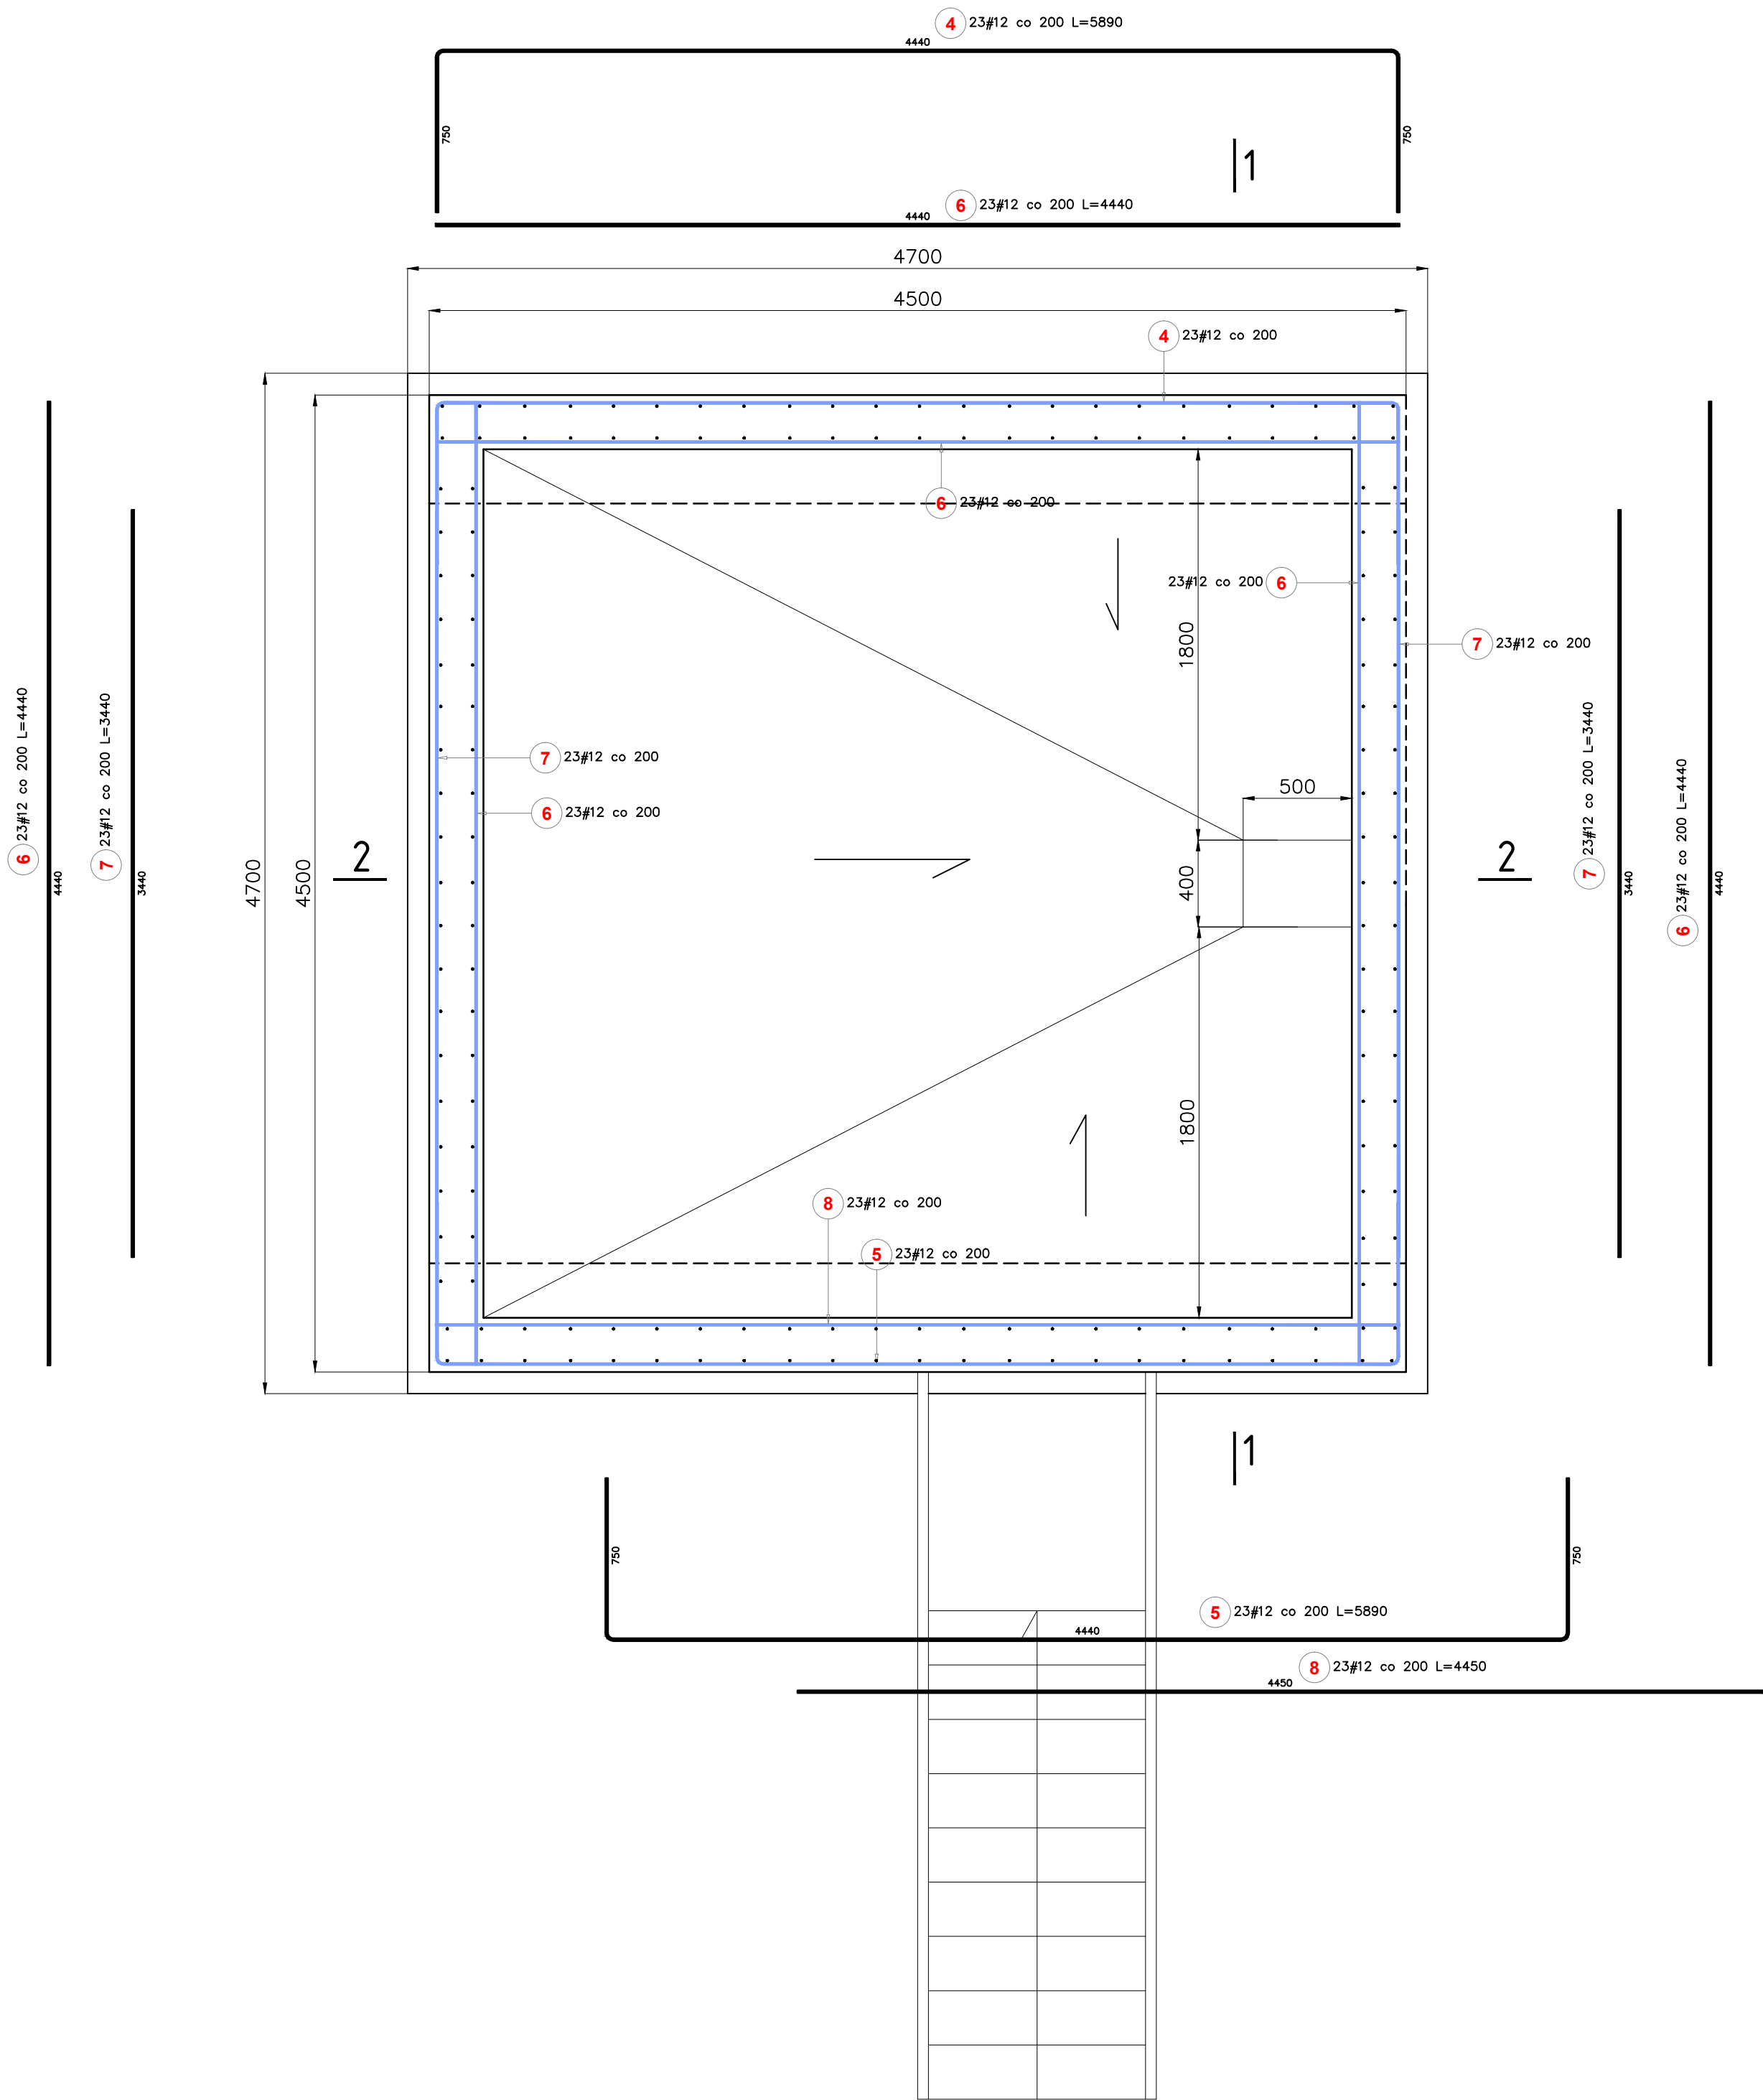 4 23#12 co 200 L=5890
4440
750
750
1
6 23#12 co 200 L=4440
4440
4700
4500
4 23#12 co 200
6 23#12 co 200
23#12 co 200 6
1800
7 23#12 co 200
6 23#12 co 200 L=4440
4440
7 23#12 co 200 L=3440
3440
4700
4500
2
7 23#12 co 200
6 23#12 co 200
500
400
2
7 23#12 co 200 L=3440
3440
6 23#12 co 200 L=4440
4440
1800
8 23#12 co 200
5 23#12 co 200
1
750
750
5 23#12 co 200 L=5890
4440
8 23#12 co 200 L=4450
4450